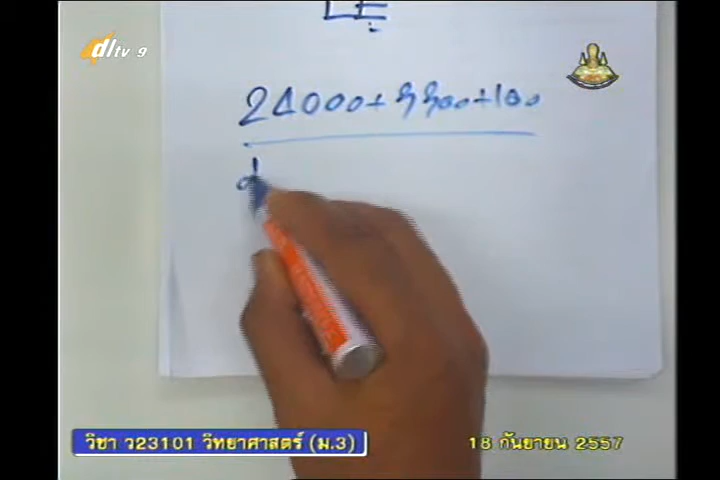 dltv 9
24000+5500+100
วิชา ว23101 วิทยาศาสตร์ (ม.3)
18 กันยายน 2557